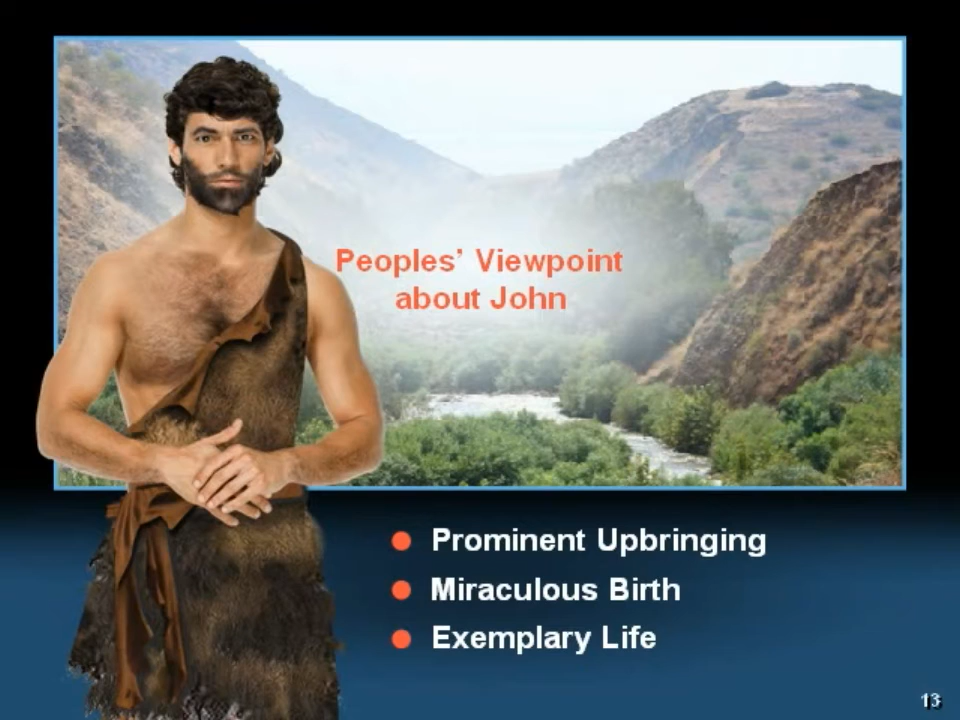 Peoples' Viewpoint
about John
Prominent Upbringing
Miraculous Birth
Exemplary Life
13